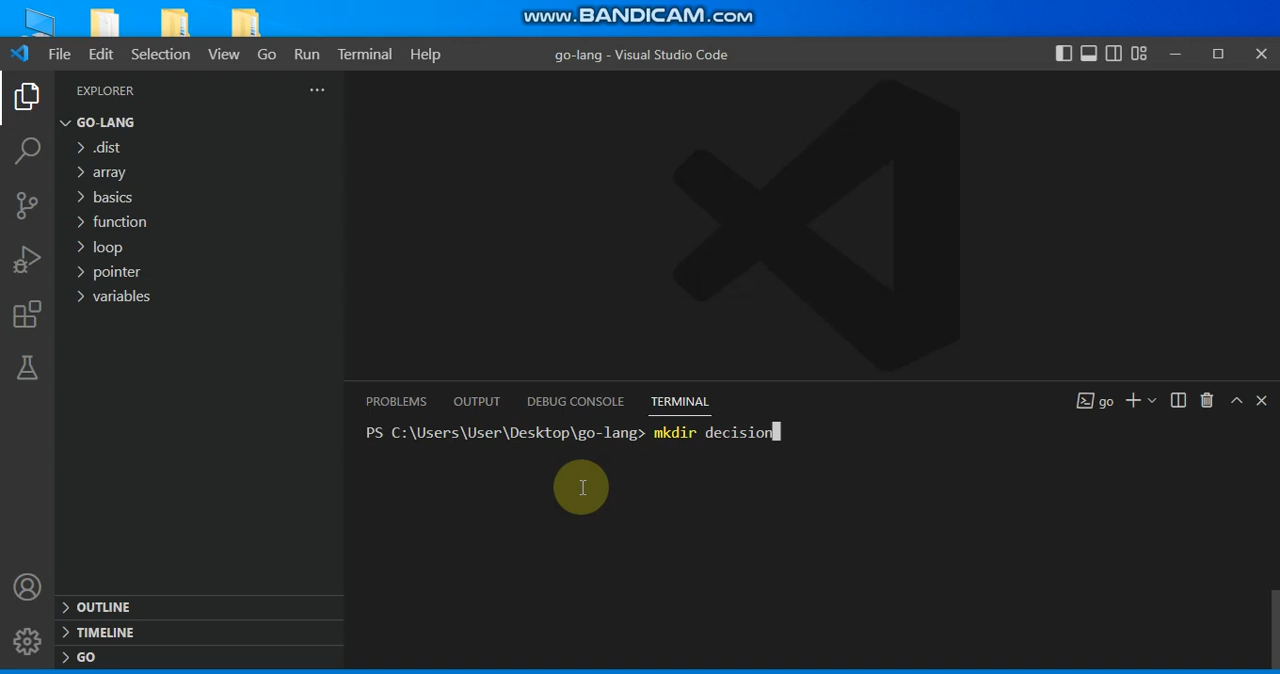 www.BANDICAM.com
File Edit Selection View Go Run Terminal Help go-lang - Visual Studio Code
EXPLORER ...
GO-LANG
.dist
array
basics
function
loop
pointer
variables
PROBLEMS OUTPUT DEBUG CONSOLE TERMINAL go
PS C:\Users\User\Desktop\go-lang> mkdir decision
OUTLINE
TIMELINE
GO